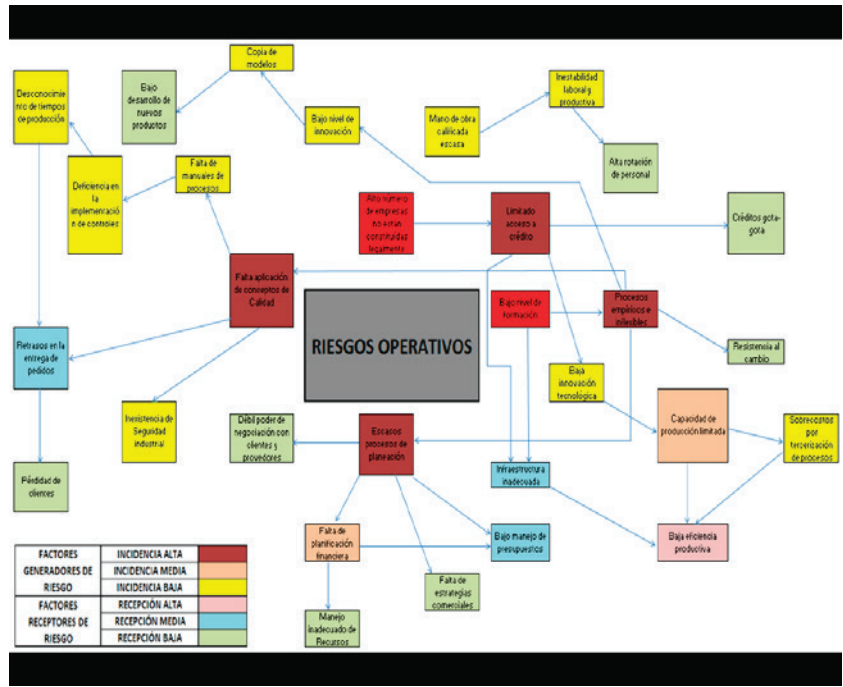 Copia de
modelos
Desconocimie
nto de tiempos
de producción
Bajo
desarrollo de
nuevos
productos
Bajo nivel de
innovación
Mano de obra
calificada
escasa
Inestabilidad
laboral y
productiva
Alta rotación
de personal
Deficiencia en
la
implementació
n de controles
Falta de
manuales de
procesos
Alto número
de empresas
no están
constituidas
legalmente
Limitado
acceso a
crédito
Créditos gota-
gota
Falta aplicación
de conceptos de
Calidad
RIESGOS OPERATIVOS
Bajo nivel de
formación
Procesos
empíricos e
inflexibles
Resistencia al
cambio
Retrazos en la
entrega de
pedidos
Baja
innovación
tecnológica
Inexistencia de
Seguridad
industrial
Débil poder de
negociación con
clientes y
provedores
Escasos
procesos de
planeación
Capacidad de
producción limitada
Sobrecostos por
tercerización de
procesos
Pérdidad de
clientes
Infraestructura
inadecuada
Falta de
planificación
financiera
Bajo manejo de
presupuestos
Baja eficiencia
productiva
Falta de
estrategias
comerciales
Manejo
inadecuado de
Recursos
FACTORES
GENERADORES DE
RIESGO
INCIDENCIA ALTA
INCIDENCIA MEDIA
INCIDENCIA BAJA
FACTORES
RECEPTORES DE
RIESGO
RECEPCIÓN ALTA
RECEPCIÓN MEDIA
RECEPCIÓN BAJA